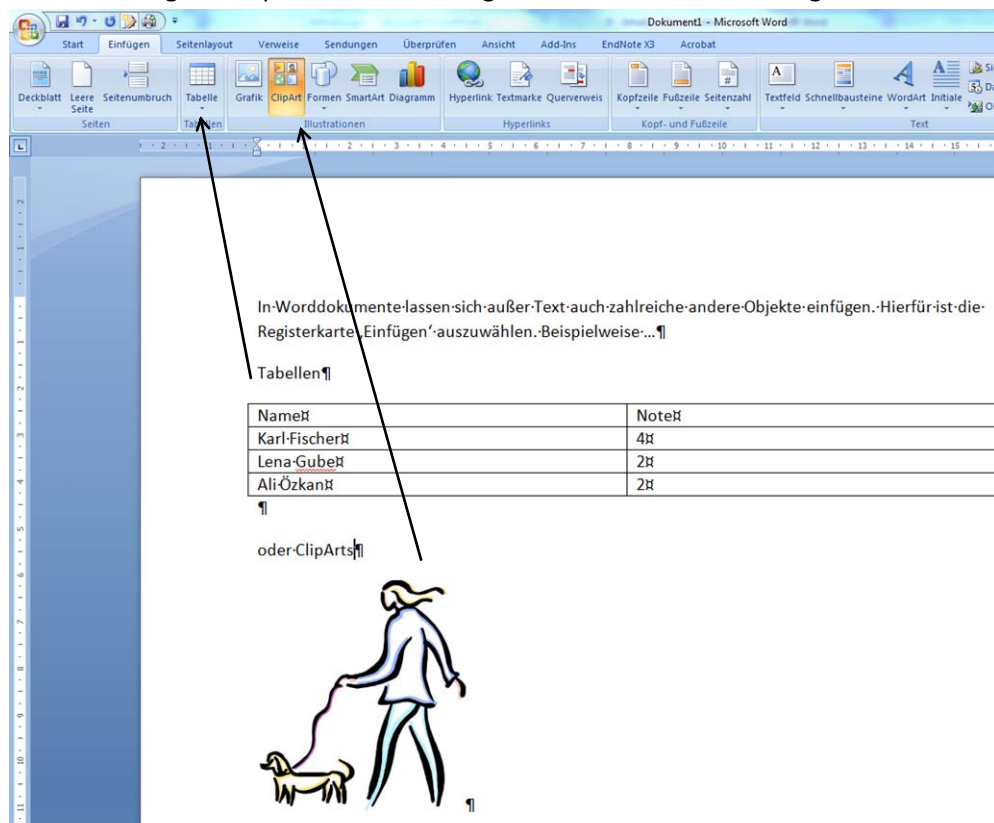 Dokument1 - Microsoft Word
Start Einfügen Seitenlayout Verweise Sendungen Überprüfen Ansicht Add-Ins EndNote X3 Acrobat
Deckblatt Leere Seite Seitenumbruch Tabelle Grafik ClipArt Formen SmartArt Diagramm Hyperlink Textmarke Querverweis Kopfzeile Fußzeile Seitenzahl Textfeld Schnellbausteine WordArt Initiale
Seiten Tabellen Illustrationen Hyperlinks Kopf- und Fußzeile Text
In·Worddokumente·lassen·sich·außer·Text·auch·zahlreiche·andere·Objekte·einfügen.·Hierfür·ist·die·
Registerkarte·‚Einfügen‘·auszuwählen.·Beispielweise·…¶
Tabellen¶
Name¤ Note¤
Karl·Fischer¤ 4¤
Lena·Gube¤ 2¤
Ali·Özkan¤ 2¤
¶
oder·ClipArts¶
¶